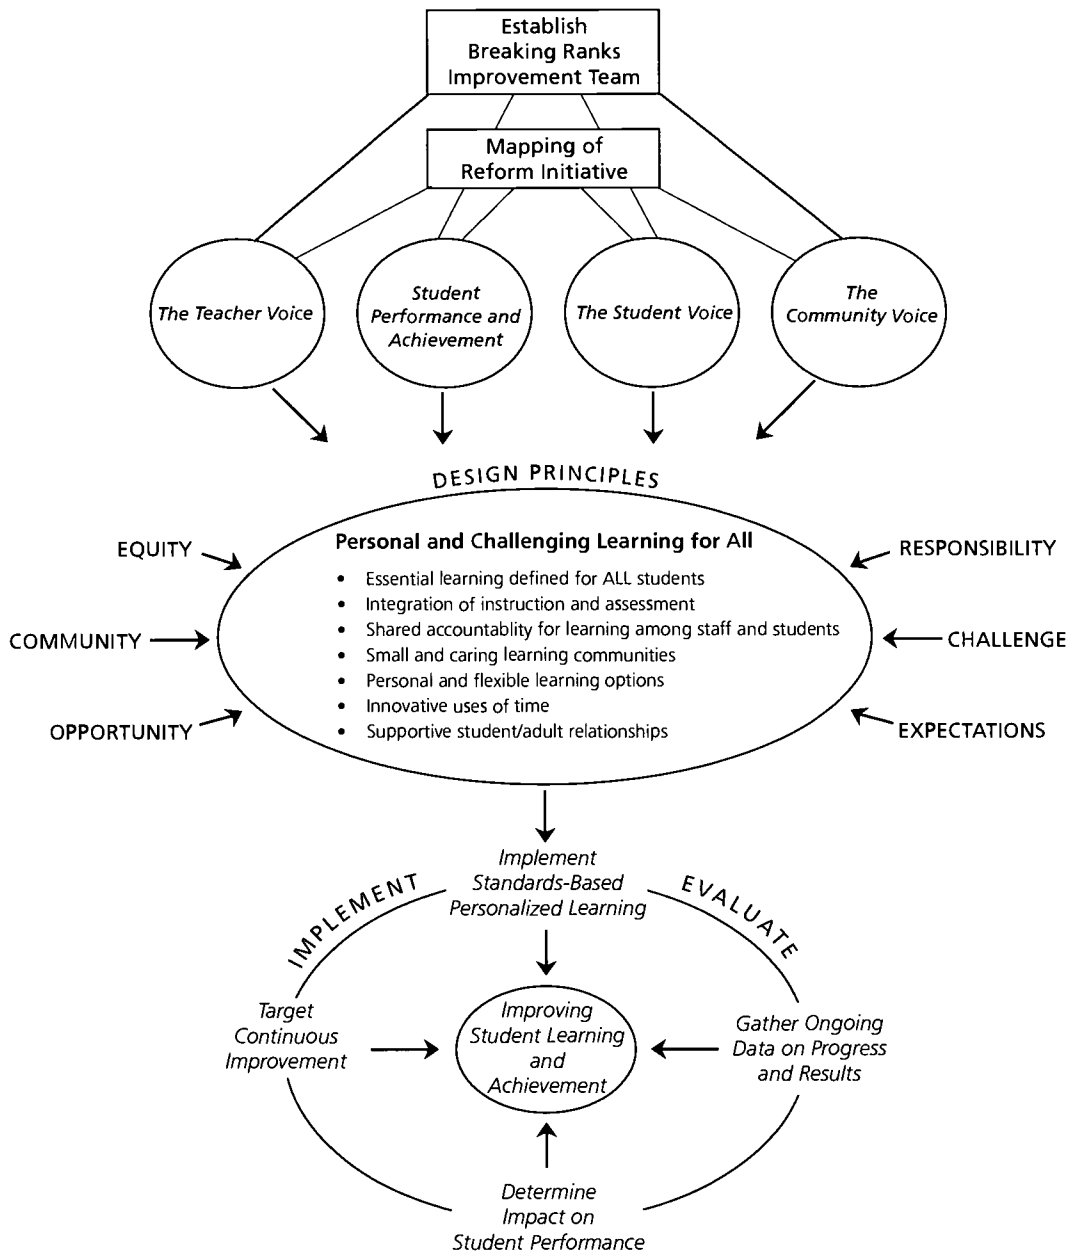 Establish
Breaking Ranks
Improvement Team
Mapping of
Reform Initiative
The Teacher Voice
Student
Performance and
Achievement
The Student Voice
The
Community Voice
DESIGN PRINCIPLES
Personal and Challenging Learning for All
• Essential learning defined for ALL students
• Integration of instruction and assessment
• Shared accountablity for learning among staff and students
• Small and caring learning communities
• Personal and flexible learning options
• Innovative uses of time
• Supportive student/adult relationships
EQUITY
COMMUNITY
OPPORTUNITY
RESPONSIBILITY
CHALLENGE
EXPECTATIONS
Implement
Standards-Based
Personalized Learning
IMPLEMENT
EVALUATE
Target
Continuous
Improvement
Improving
Student Learning
and
Achievement
Gather Ongoing
Data on Progress
and Results
Determine
Impact on
Student Performance